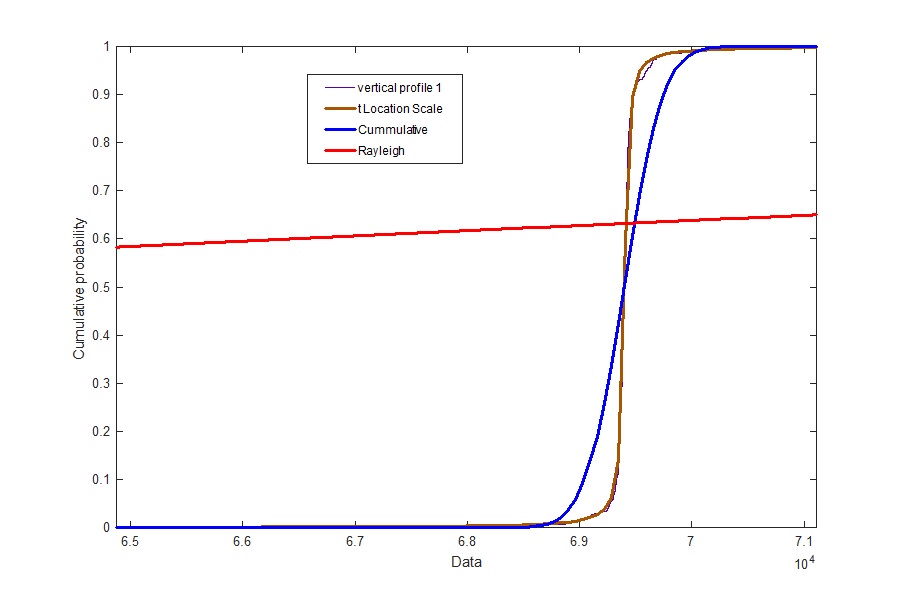 1
0.9
0.8
0.7
0.6
0.5
0.4
0.3
0.2
0.1
0
Cumulative probability
vertical profile 1
t Location Scale
Cummulative
Rayleigh
6.5 6.6 6.7 6.8 6.9 7 7.1
Data
10^4